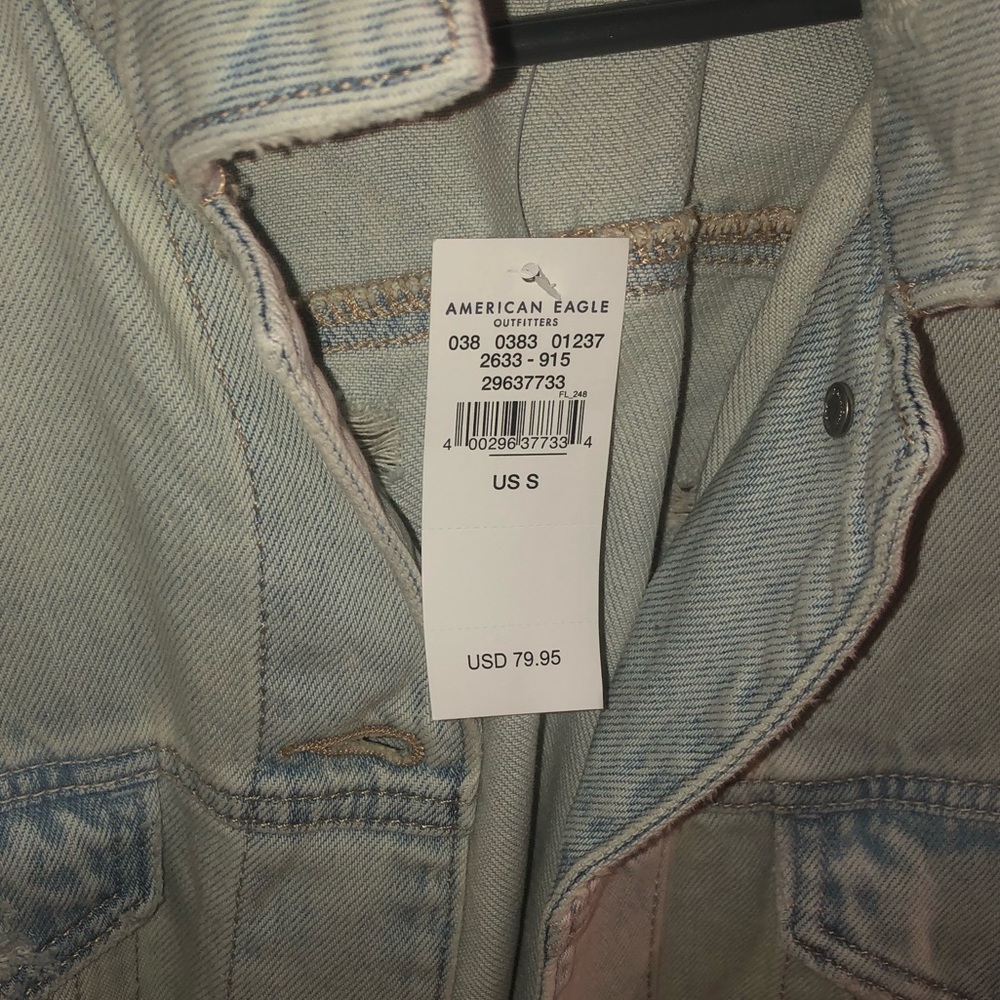 AMERICAN EAGLE
OUTFITTERS
038 0383 01237
2633 - 915
29637733
FL_248
4 00296 37733 4
US S
USD 79.95